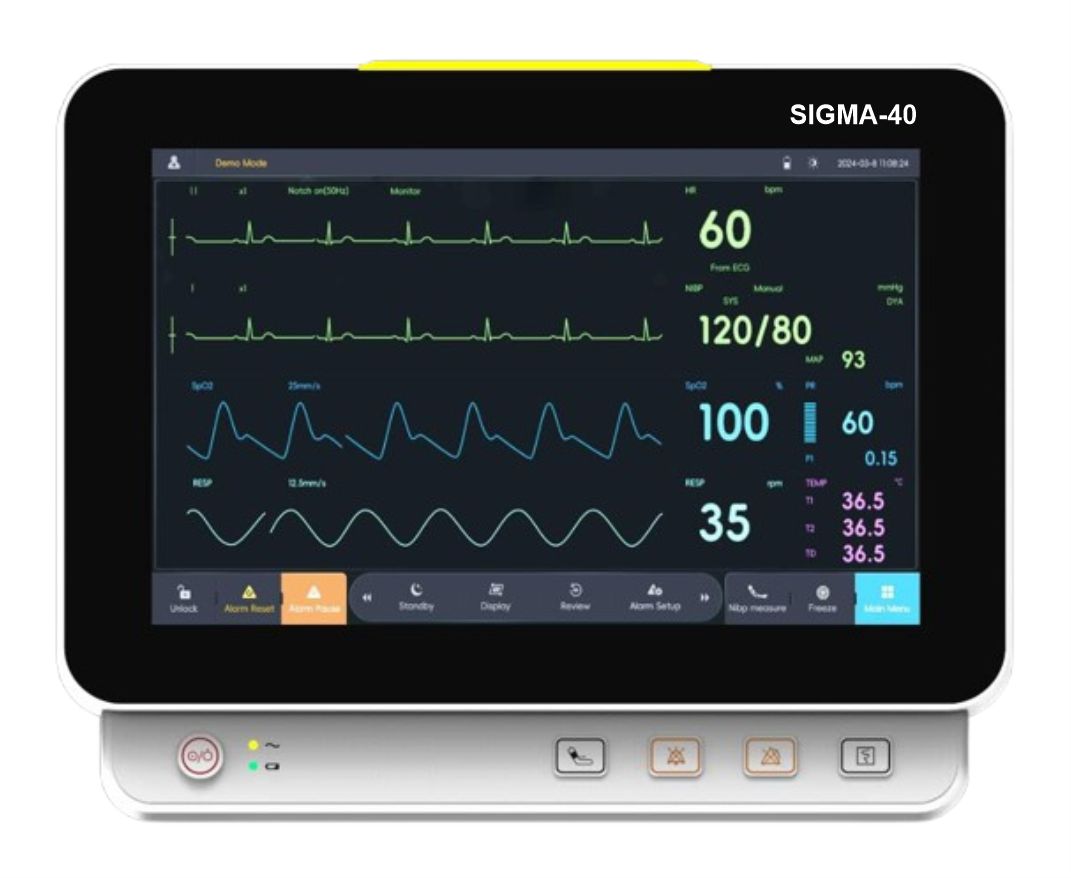 SIGMA-40
Demo Mode 2024-03-8 11:08:24
II x1 Notch on(50Hz) Monitor HR bpm
60
From ECG
I x1 NIBP Manual mmHg
SYS DYA
120/80
MAP 93
SpO2 25mm/s SpO2 % PR bpm
100 60
PI 0.15
RESP 12.5mm/s RESP rpm TEMP °C
35 T1 36.5
T2 36.5
TD 36.5
Unlock Alarm Reset Alarm Pause Standby Display Review Alarm Setup Nibp measure Freeze Main Menu